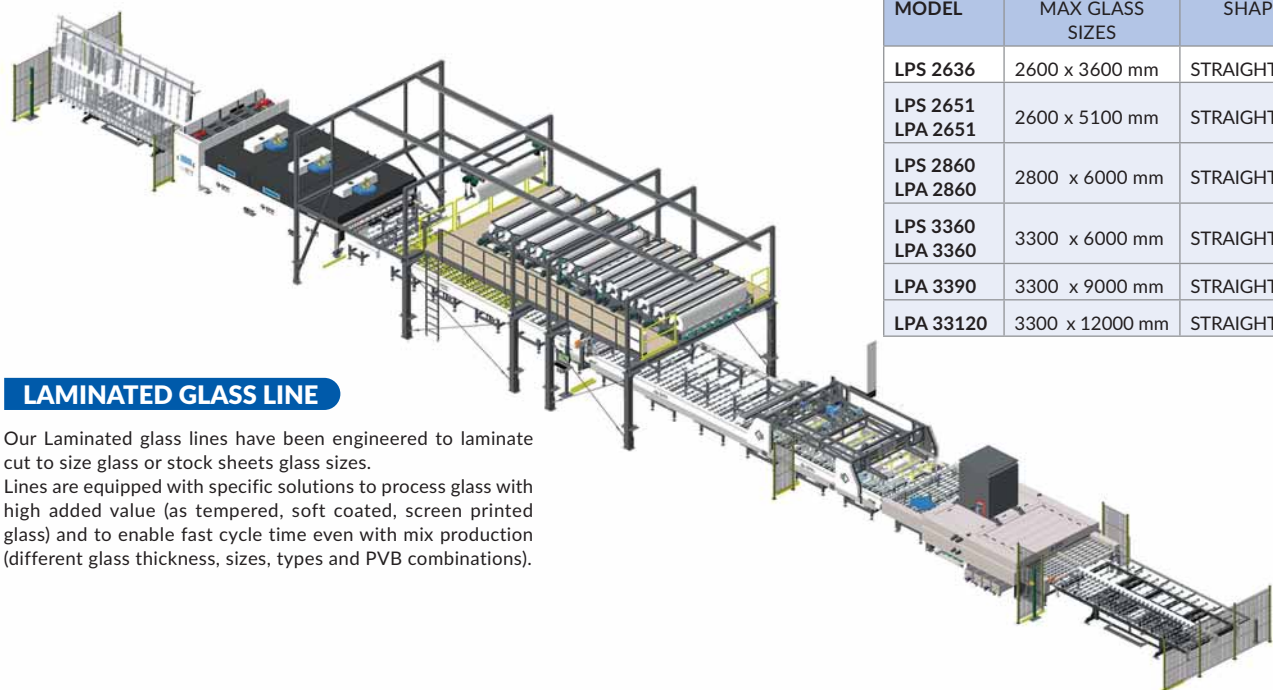 MODEL MAX GLASS SIZES
LPS 2636 2600 x 3600 mm STRAIGHT
LPS 2651
LPA 2651 2600 x 5100 mm STRAIGHT
LPS 2860
LPA 2860 2800 x 6000 mm STRAIGHT
LPS 3360
LPA 3360 3300 x 6000 mm STRAIGHT
LPA 3390 3300 x 9000 mm STRAIGHT
LPA 33120 3300 x 12000 mm STRAIGHT
LAMINATED GLASS LINE
Our Laminated glass lines have been engineered to laminate
cut to size glass or stock sheets glass sizes.
Lines are equipped with specific solutions to process glass with
high added value (as tempered, soft coated, screen printed
glass) and to enable fast cycle time even with mix production
(different glass thickness, sizes, types and PVB combinations).